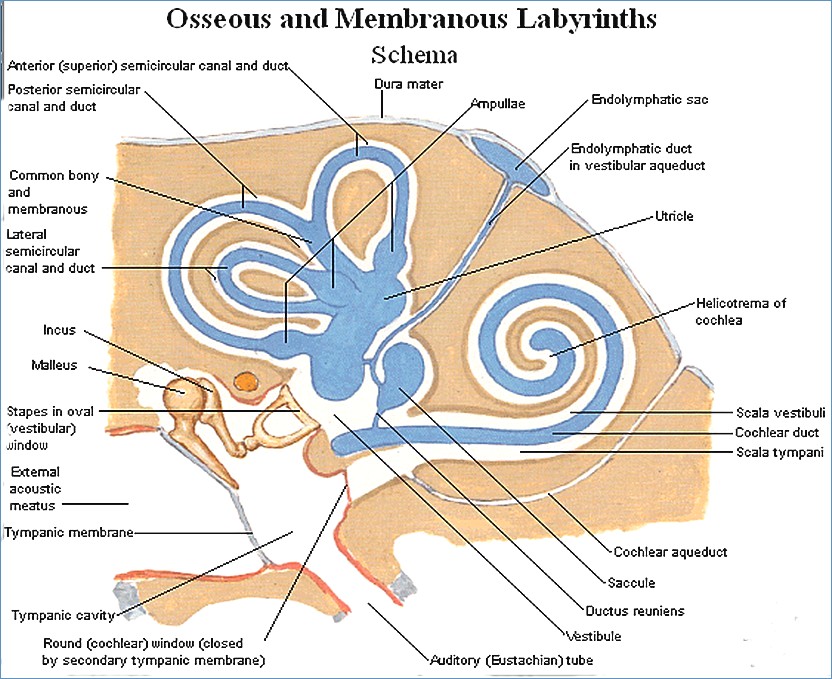 Osseous and Membranous Labyrinths
Schema
Anterior (superior) semicircular canal and duct
Posterior semicircular
canal and duct
Dura mater
Ampullae
Endolymphatic sac
Endolymphatic duct
in vestibular aqueduct
Common bony
and
membranous
Utricle
Lateral
semicircular
canal and duct
Helicotrema of
cochlea
Incus
Malleus
Stapes in oval
(vestibular)
window
Scala vestibuli
Cochlear duct
Scala tympani
External
acoustic
meatus
Tympanic membrane
Cochlear aqueduct
Saccule
Ductus reuniens
Tympanic cavity
Vestibule
Round (cochlear) window (closed
by secondary tympanic membrane)
Auditory (Eustachian) tube